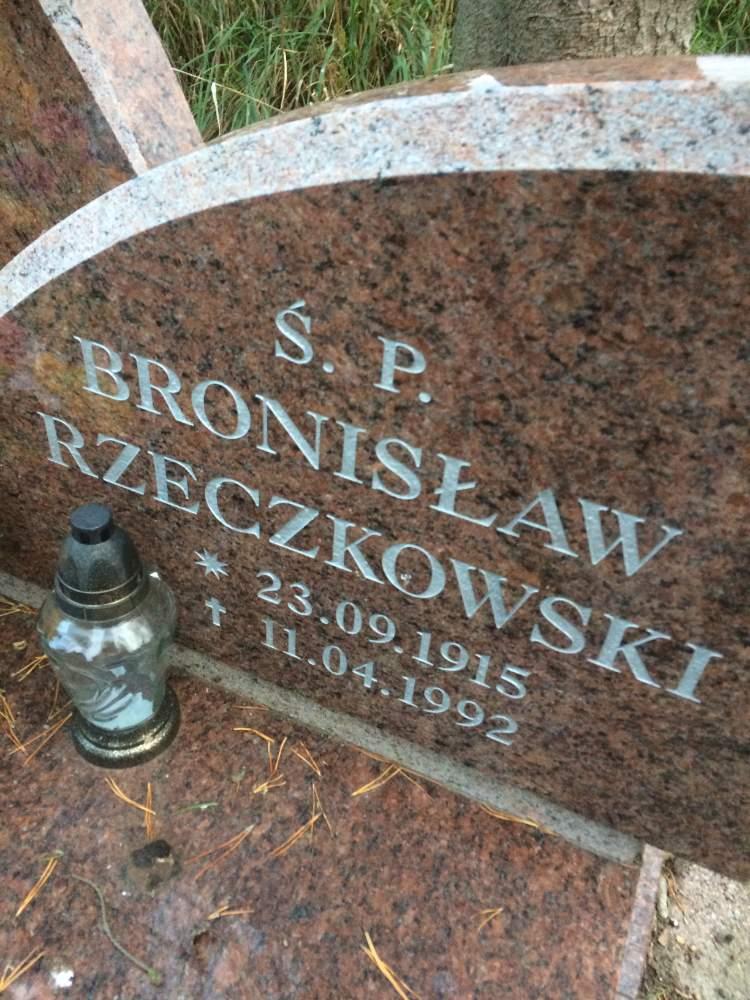 Ś. P.
BRONISŁAW
RZECZKOWSKI
* 23.09.1915
† 11.04.1992